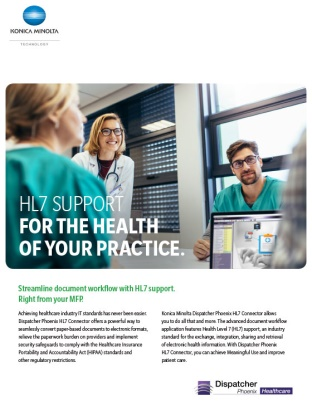 KONICA MINOLTA
TECHNOLOGY
HL7 SUPPORT
FOR THE HEALTH
OF YOUR PRACTICE.
Streamline document workflow with HL7 support.
Right from your MFP.
Achieving healthcare industry IT standards has never been easier.
Dispatcher Phoenix HL7 Connector offers a powerful way to
seamlessly convert paper-based documents to electronic formats,
relieve the paperwork burden on providers and implement
security safeguards to comply with the Healthcare Insurance
Portability and Accountability Act (HIPAA) standards and
other regulatory restrictions.
Konica Minolta Dispatcher Phoenix HL7 Connector allows
you to do all that and more. The advanced document workflow
application features Health Level 7 (HL7) support, an industry
standard for the exchange, integration, sharing and retrieval
of electronic health information. With Dispatcher Phoenix
HL7 Connector, you can achieve Meaningful Use and improve
patient care.
Dispatcher
Phoenix Healthcare